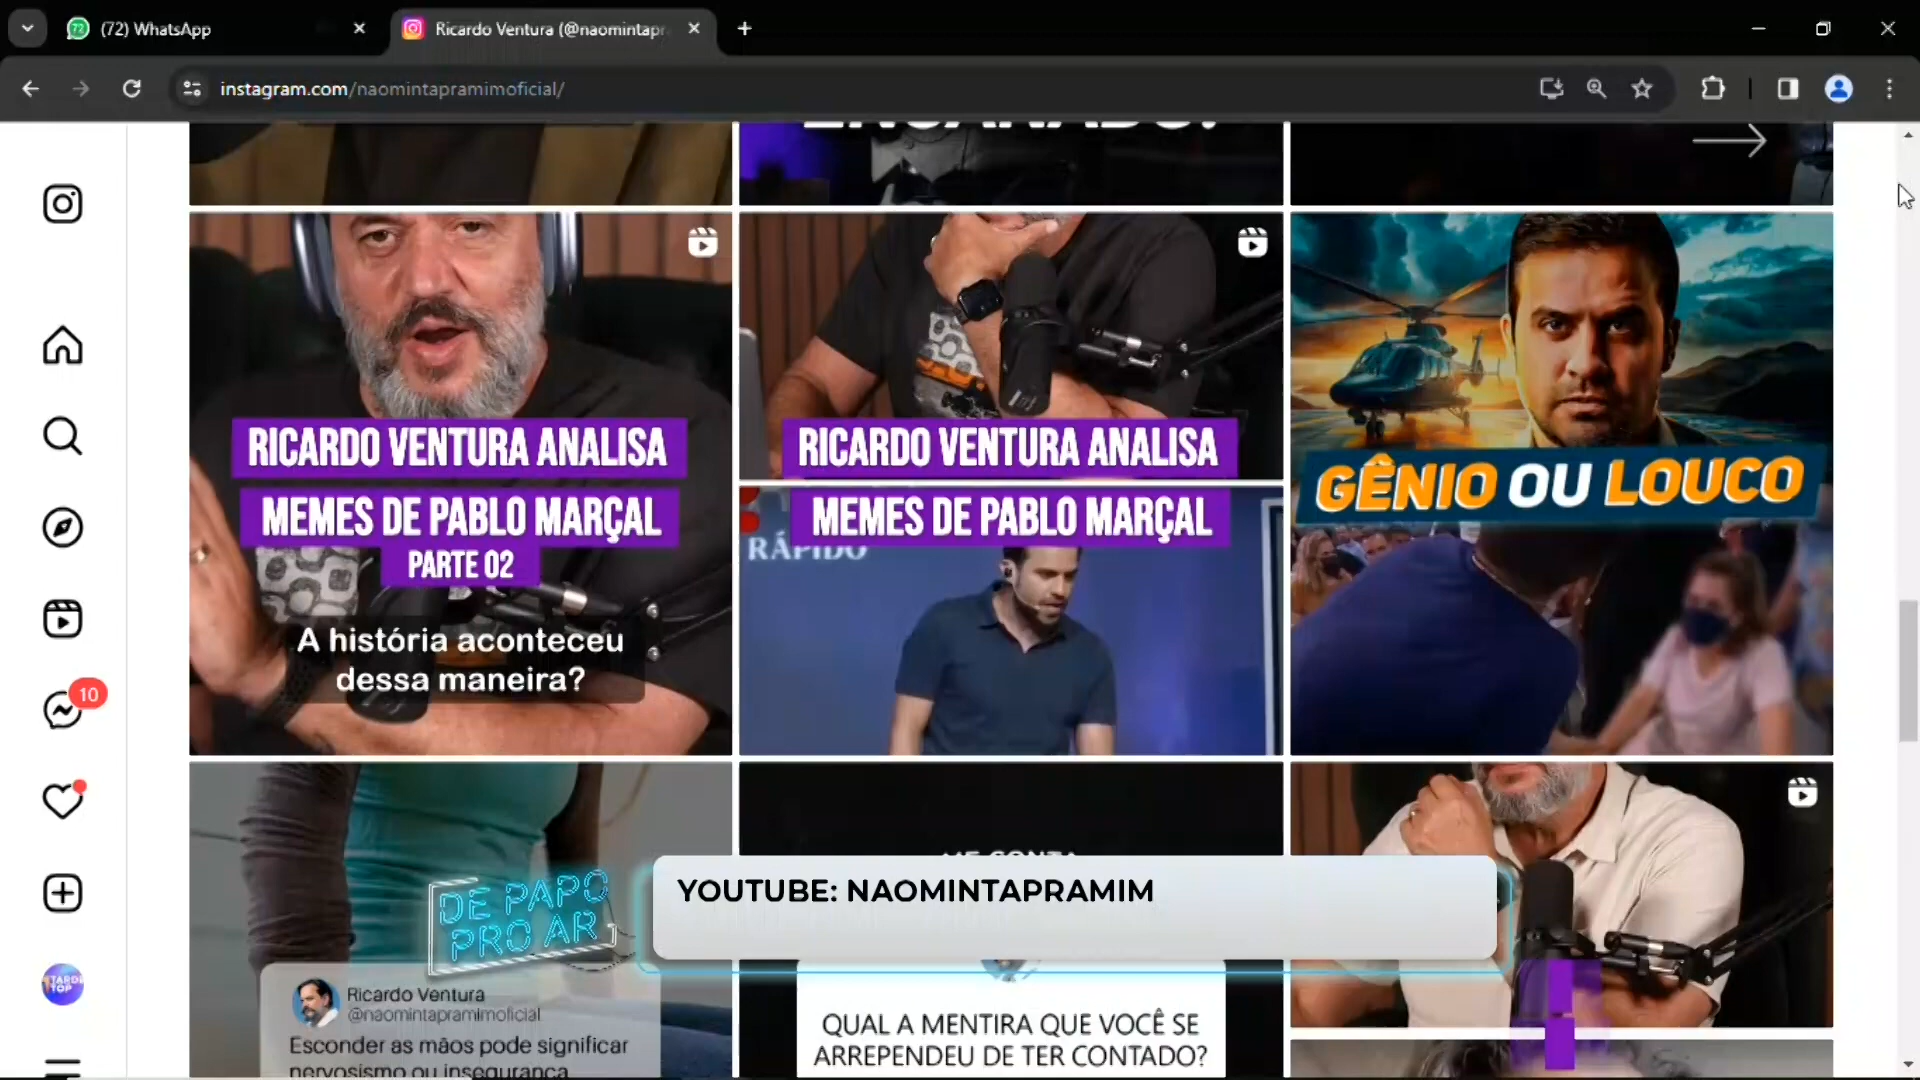 (72) WhatsApp
Ricardo Ventura (@naomintapr
instagram.com/naomintapramimoficial/
RICARDO VENTURA ANALISA
MEMES DE PABLO MARÇAL
PARTE 02
A história aconteceu
dessa maneira?
RICARDO VENTURA ANALISA
MEMES DE PABLO MARÇAL
RÁPIDO
GÊNIO OU LOUCO
10
DE PAPO
PRO AR
YOUTUBE: NAOMINTAPRAMIM
TARDE
TOP
Ricardo Ventura
@naomintapramimoficial
Esconder as mãos pode significar
nervosismo ou insegurança
QUAL A MENTIRA QUE VOCÊ SE
ARREPENDEU DE TER CONTADO?